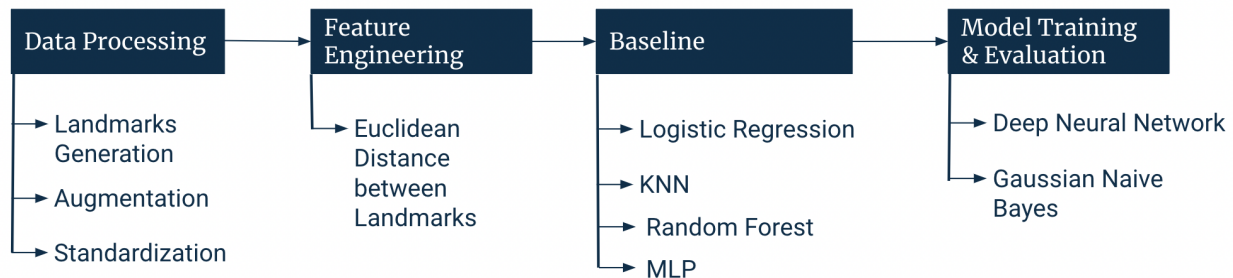 Data Processing
Landmarks
Generation
Augmentation
Standardization
Feature
Engineering
Euclidean
Distance
between
Landmarks
Baseline
Logistic Regression
KNN
Random Forest
MLP
Model Training
& Evaluation
Deep Neural Network
Gaussian Naive
Bayes